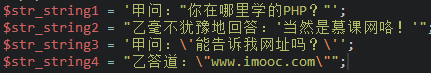 $str_string1 = '甲问："你在哪里学的PHP？"';
$str_string2 = "乙毫不犹豫地回答：'当然是慕课网咯！'";
$str_string3 = '甲问：\'能告诉我网址吗？\'';
$str_string4 = "乙答道：\"www.imooc.com\"";